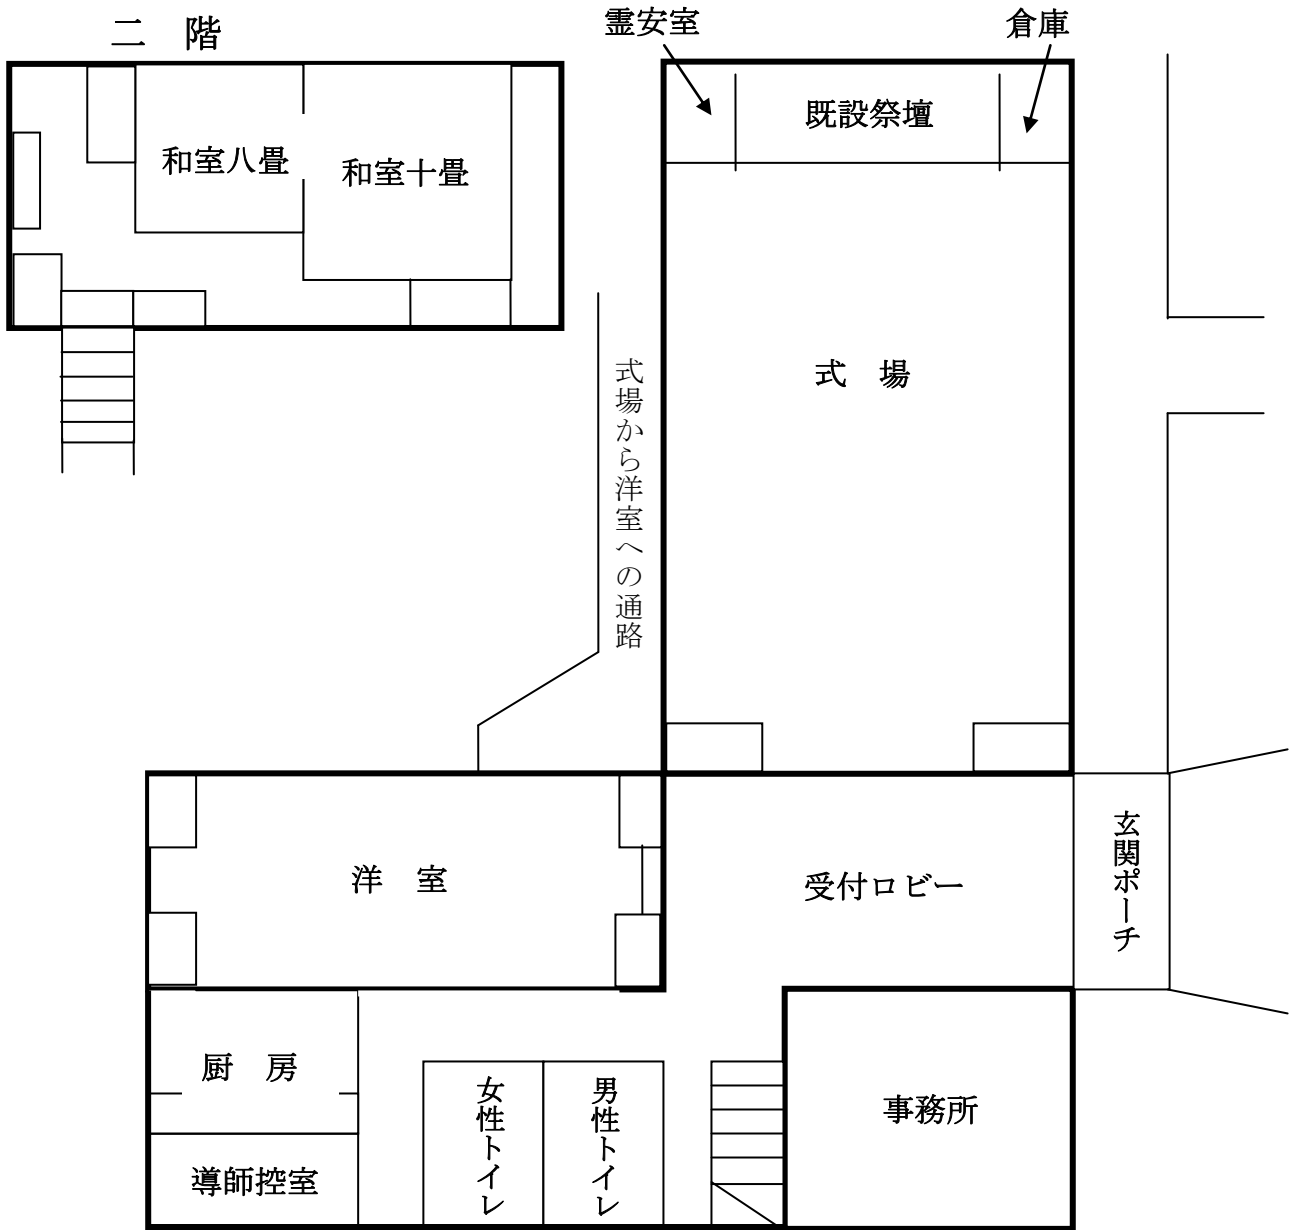 二　階
霊安室
倉庫
既設祭壇
和室八畳
和室十畳
式　場
式場から洋室への通路
洋　室
受付ロビー
玄関ポーチ
厨　房
女性トイレ
男性トイレ
事務所
導師控室